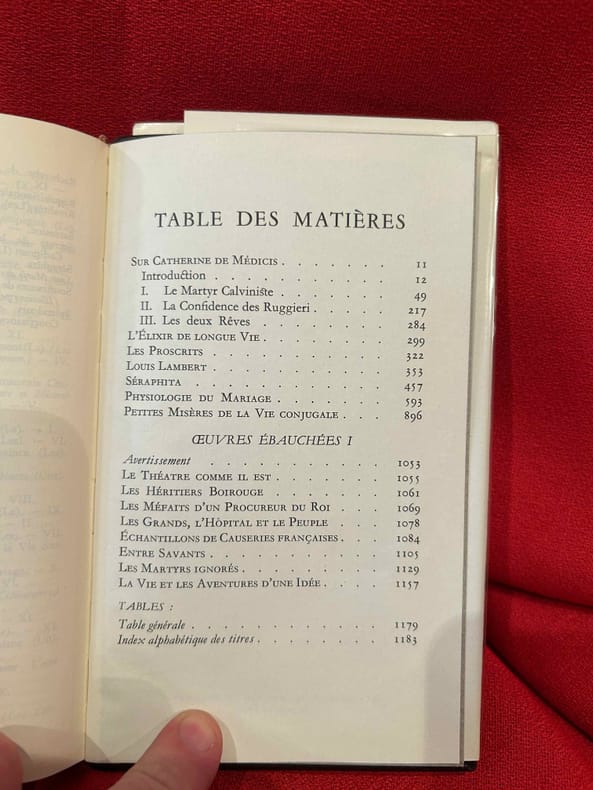 TABLE DES MATIÈRES
SUR CATHERINE DE MÉDICIS . . . . . . . 11
Introduction . . . . . . . . . . 12
I. Le Martyr Calviniste . . . . . . . 49
II. La Confidence des Ruggieri . . . . . 217
III. Les deux Rêves . . . . . . . . 284
L'ÉLIXIR DE LONGUE VIE . . . . . . . . 299
LES PROSCRITS . . . . . . . . . . 322
LOUIS LAMBERT . . . . . . . . . . 353
SÉRAPHITA . . . . . . . . . . . 457
PHYSIOLOGIE DU MARIAGE . . . . . . . 593
PETITES MISÈRES DE LA VIE CONJUGALE . . . 896
ŒUVRES ÉBAUCHÉES I
Avertissement . . . . . . . . . . 1053
LE THÉATRE COMME IL EST . . . . . . . 1055
LES HÉRITIERS BOIROUGE . . . . . . . 1061
LES MÉFAITS D'UN PROCUREUR DU ROI . . . 1069
LES GRANDS, L'HÔPITAL ET LE PEUPLE . . . 1078
ÉCHANTILLONS DE CAUSERIES FRANÇAISES . . . 1084
ENTRE SAVANTS . . . . . . . . . . 1105
LES MARTYRS IGNORÉS . . . . . . . . . 1129
LA VIE ET LES AVENTURES D'UNE IDÉE . . . . 1157
TABLES :
Table générale . . . . . . . . . . . 1179
Index alphabétique des titres . . . . . . . 1183